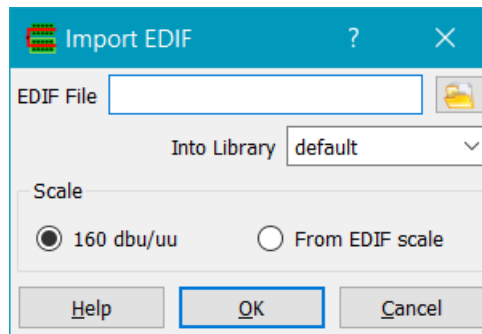 Import EDIF ?
EDIF File
Into Library default
Scale
160 dbu/uu From EDIF scale
Help OK Cancel